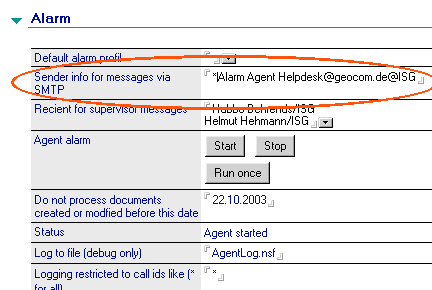 Alarm
Default alarm profil
Sender info for messages via *|Alarm Agent Helpdesk@geocom.de@ISG
SMTP
Recient for supervisor messages Hobbo Behrends/ISG
Helmut Hehmann/ISG
Agent alarm Start Stop
Run once
Do not process documents 22.10.2003
created or modfied before this date
Status Agent started
Log to file (debug only) AgentLog.nsf
Logging restricted to call ids like (* *
for all)